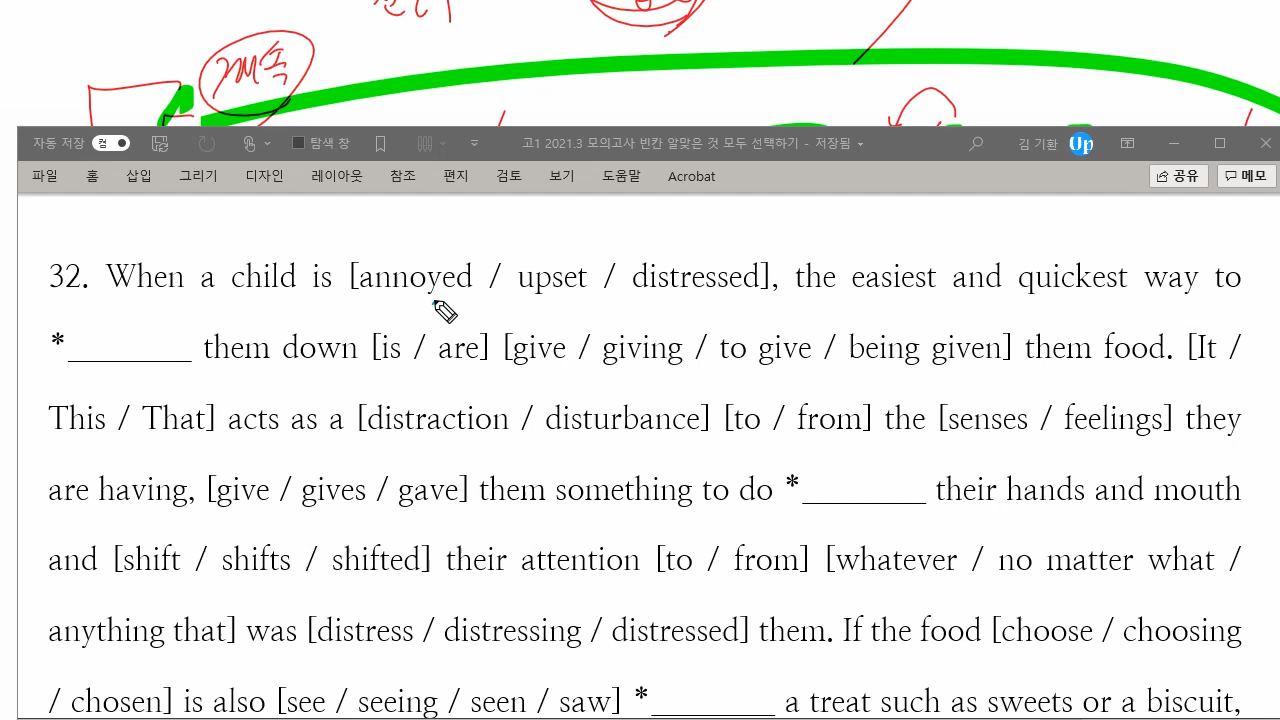 계속
자동 저장 컴 탐색 창 고1 2021.3 모의고사 빈칸 알맞은 것 모두 선택하기 - 저장됨 김 기환 Up
파일 홈 삽입 그리기 디자인 레이아웃 참조 편지 검토 보기 도움말 Acrobat 공유 메모
32. When a child is [annoyed / upset / distressed], the easiest and quickest way to
*________ them down [is / are] [give / giving / to give / being given] them food. [It /
This / That] acts as a [distraction / disturbance] [to / from] the [senses / feelings] they
are having, [give / gives / gave] them something to do *________ their hands and mouth
and [shift / shifts / shifted] their attention [to / from] [whatever / no matter what /
anything that] was [distress / distressing / distressed] them. If the food [choose / choosing
/ chosen] is also [see / seeing / seen / saw] *________ a treat such as sweets or a biscuit,